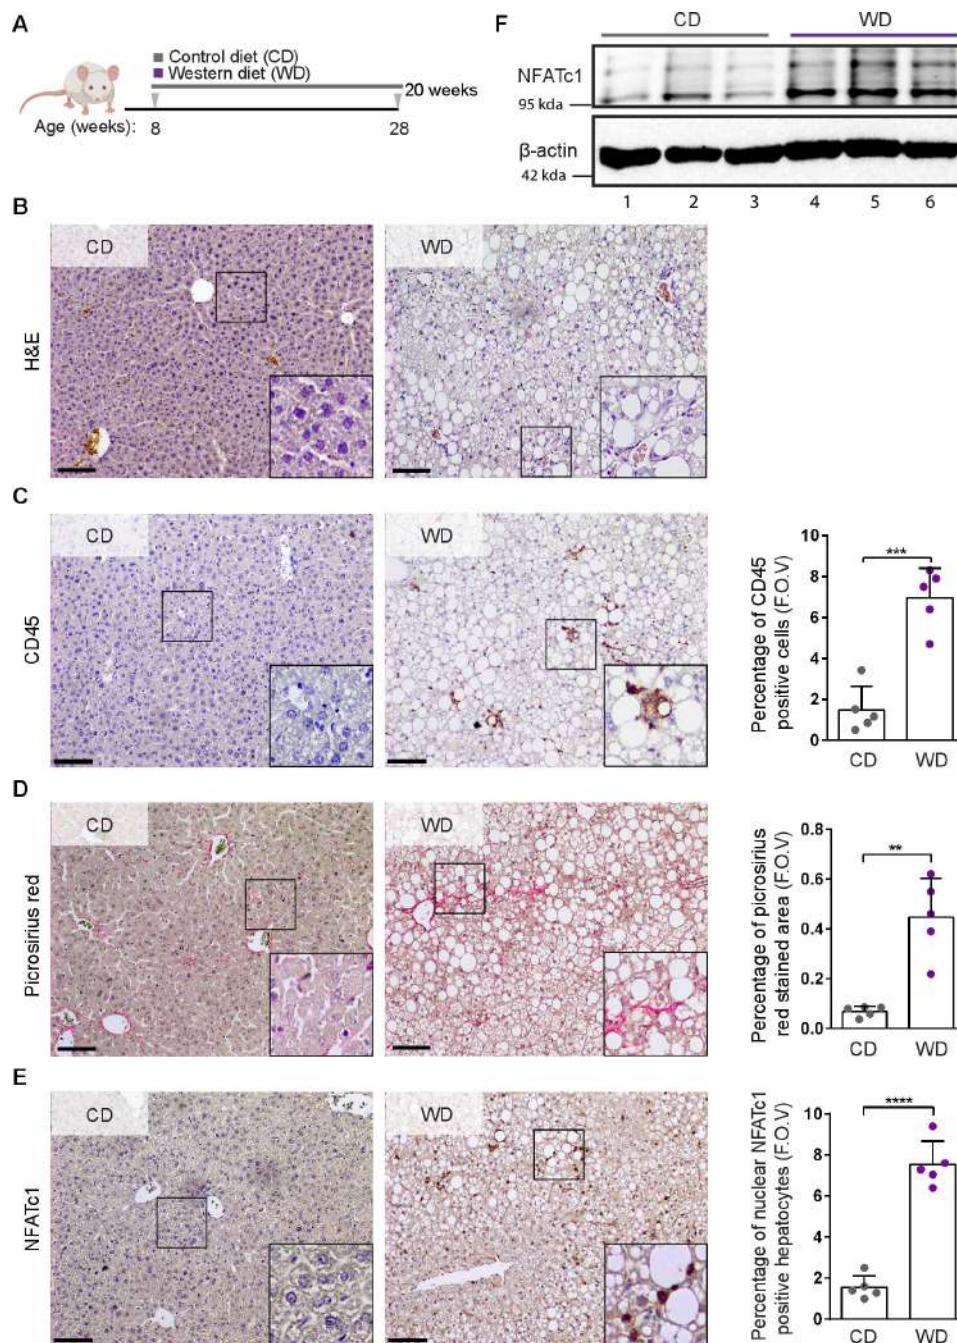 A
Control diet (CD)
Western diet (WD)
20 weeks
Age (weeks):
8
28
F
CD
WD
NFATc1
95 kda
β-actin
42 kda
1
2
3
4
5
6
B
H&E
CD
WD
C
CD45
CD
WD
Percentage of CD45
positive cells (F.O.V)
10
8
6
4
2
0
***
CD
WD
D
Picrosirius red
CD
WD
Percentage of picrosirius
red stained area (F.O.V)
0.8
0.6
0.4
0.2
0.0
**
CD
WD
E
NFATc1
CD
WD
Percentage of nuclear NFATc1
positive hepatocytes (F.O.V)
10
8
6
4
2
0
****
CD
WD